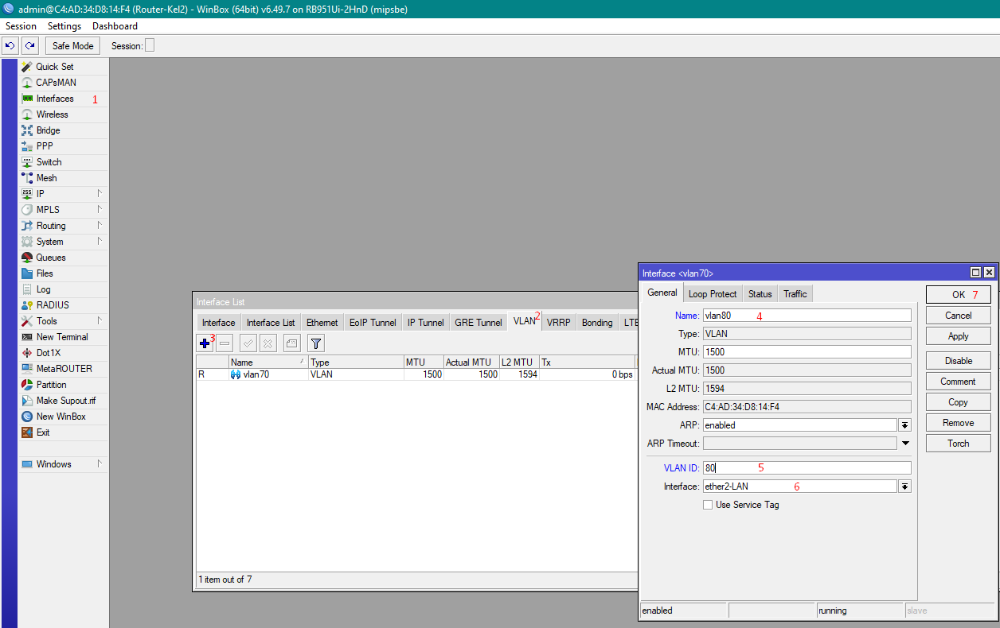 admin@C4:AD:34:D8:14:F4 (Router-Kel2) - WinBox (64bit) v6.49.7 on RB951Ui-2HnD (mipsbe)
Session Settings Dashboard
Safe Mode Session:
Quick Set
CAPsMAN
Interfaces 1
Wireless
Bridge
PPP
Switch
Mesh
255 IP
MPLS
Routing
System
Queues
Files
Log
RADIUS
Tools
New Terminal
Dot1X
MetaROUTER
Partition
Make Supout.rif
New WinBox
Exit
Windows
Interface List
Interface Interface List Ethernet EoIP Tunnel IP Tunnel GRE Tunnel VLAN 2 VRRP Bonding LTE
3
Name / Type MTU Actual MTU L2 MTU Tx
R vlan70 VLAN 1500 1500 1594 0 bps
1 item out of 7
Interface <vlan70>
General Loop Protect Status Traffic
Name: vlan80 4
Type: VLAN
MTU: 1500
Actual MTU: 1500
L2 MTU: 1594
MAC Address: C4:AD:34:D8:14:F4
ARP: enabled
ARP Timeout:
VLAN ID: 80 5
Interface: ether2-LAN 6
Use Service Tag
OK 7
Cancel
Apply
Disable
Comment
Copy
Remove
Torch
enabled running slave